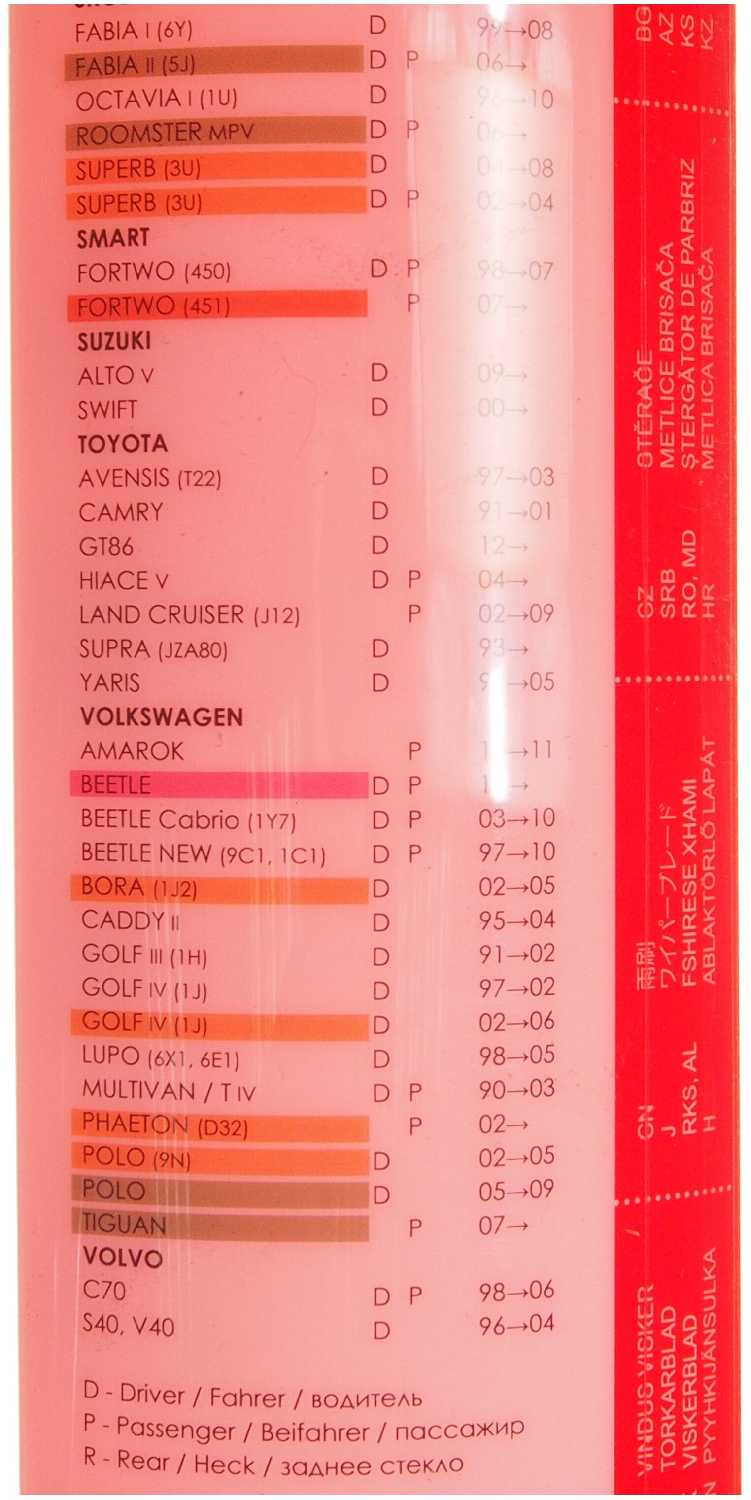 FABIA I (6Y) D 99→08
FABIA II (5J) D P 06→
OCTAVIA I (1U) D 96→10
ROOMSTER MPV D P 06→
SUPERB (3U) D 04→08
SUPERB (3U) D P 02→04
SMART
FORTWO (450) D P 98→07
FORTWO (451) P 07→
SUZUKI
ALTO V D 09→
SWIFT D 00→
TOYOTA
AVENSIS (T22) D 97→03
CAMRY D 91→01
GT86 D 12→
HIACE V D P 04→
LAND CRUISER (J12) P 02→09
SUPRA (JZA80) D 93→
YARIS D →05
VOLKSWAGEN
AMAROK P →11
BEETLE D P →
BEETLE Cabrio (1Y7) D P 03→10
BEETLE NEW (9C1, 1C1) D P 97→10
BORA (1J2) D 02→05
CADDY II D 95→04
GOLF III (1H) D 91→02
GOLF IV (1J) D 97→02
GOLF IV (1J) D 02→06
LUPO (6X1, 6E1) D 98→05
MULTIVAN / T IV D P 90→03
PHAETON (D32) P 02→
POLO (9N) D 02→05
POLO D 05→09
TIGUAN P 07→
VOLVO
C70 D P 98→06
S40, V40 D 96→04
D - Driver / Fahrer / водитель
P - Passenger / Beifahrer / пассажир
R - Rear / Heck / заднее стекло
BG
AZ
KS
KZ
CZ STĚRAČE
SRB METLICE BRISAČA
RO, MD ŞTERGĂTOR DE PARBRIZ
HR METLICA BRISAČA
CN 雨刷
J ワイパーブレード
RKS, AL FSHIRESE XHAMI
H ABLAKTÖRLŐ LAPÁT
VINDUS VISKER
TORKARBLAD
VISKERBLAD
PYYHKIJÄNSULKA